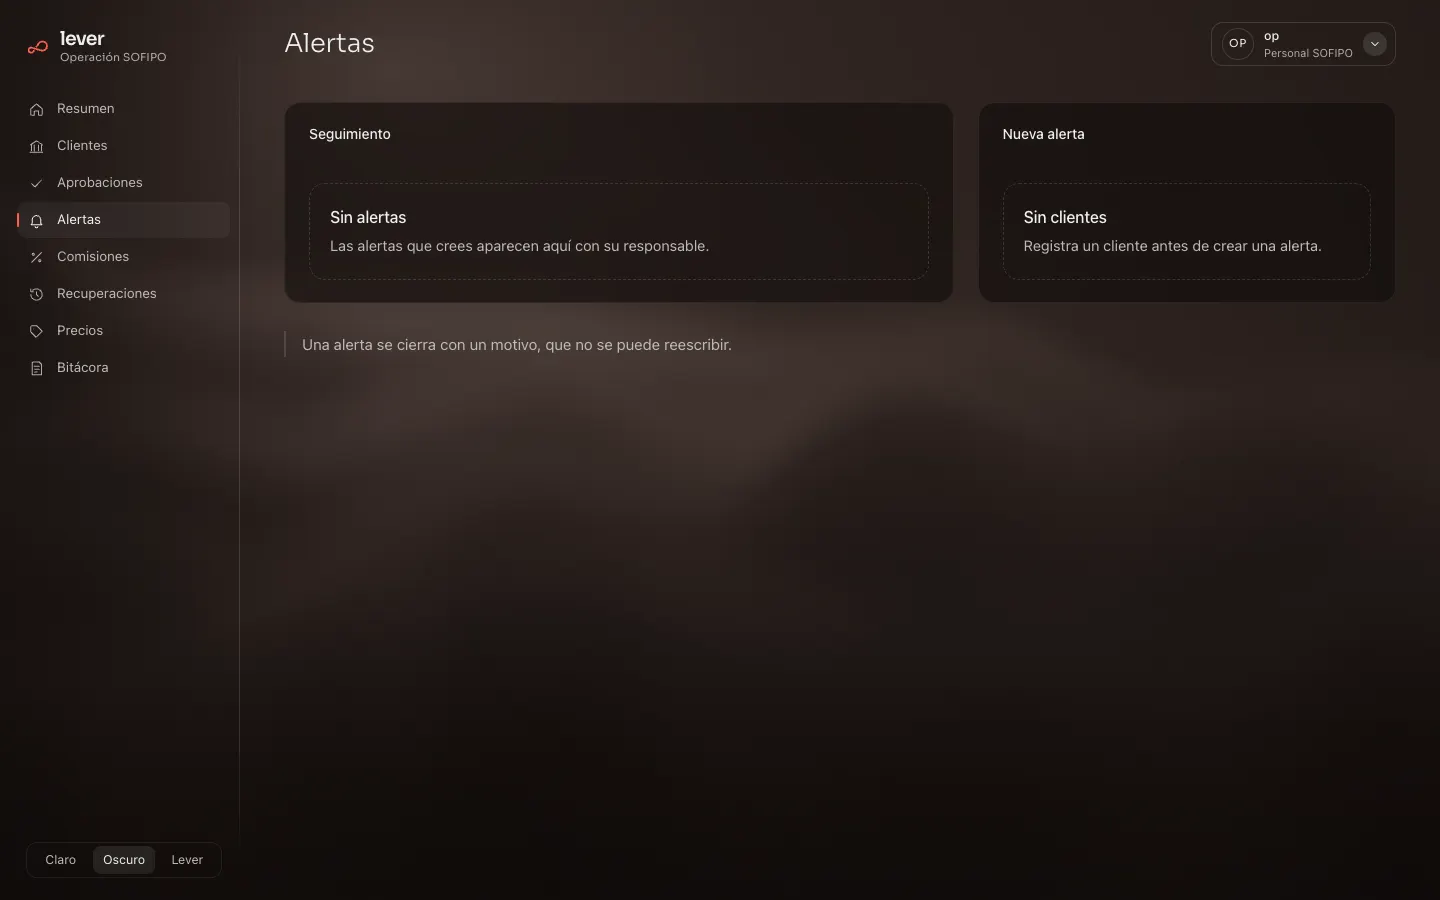 lever
Operación SOFIPO
Resumen
Clientes
Aprobaciones
Alertas
Comisiones
Recuperaciones
Precios
Bitácora
Claro
Oscuro
Lever
Alertas
OP
op
Personal SOFIPO
Seguimiento
Sin alertas
Las alertas que crees aparecen aquí con su responsable.
Nueva alerta
Sin clientes
Registra un cliente antes de crear una alerta.
Una alerta se cierra con un motivo, que no se puede reescribir.